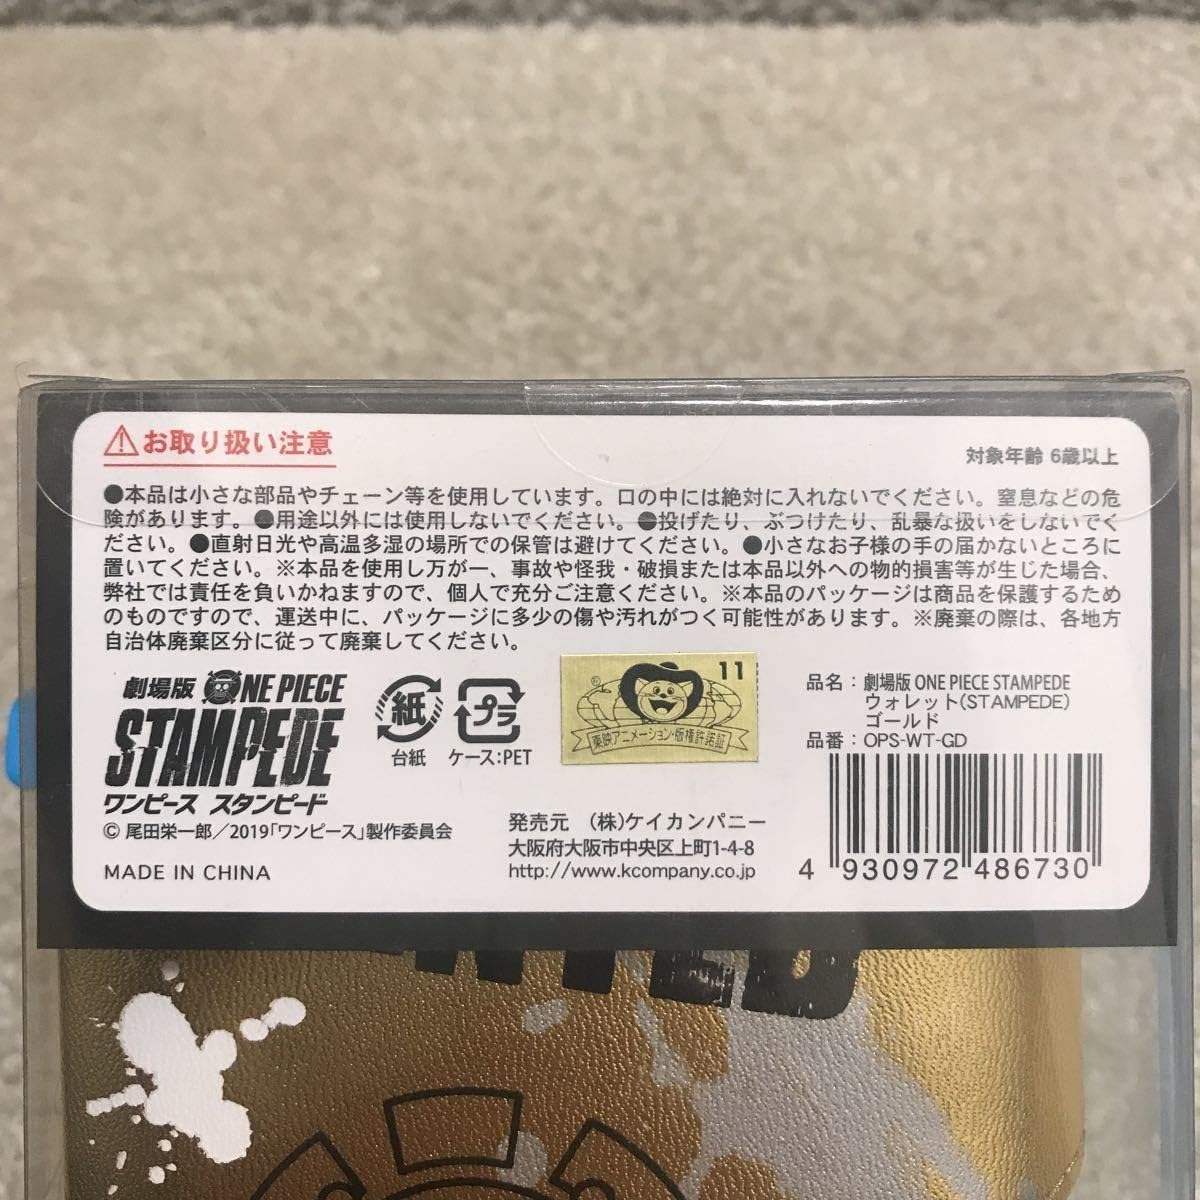 ⚠お取り扱い注意
対象年齢 6歳以上
●本品は小さな部品やチェーン等を使用しています。口の中には絶対に入れないでください。窒息などの危
険があります。●用途以外には使用しないでください。●投げたり、ぶつけたり、乱暴な扱いをしないでく
ださい。●直射日光や高温多湿の場所での保管は避けてください。●小さなお子様の手の届かないところに
置いてください。※本品を使用し万が一、事故や怪我・破損または本品以外への物的損害等が生じた場合、
弊社では責任を負いかねますので、個人で充分ご注意ください。※本品のパッケージは商品を保護するため
のものですので、運送中に、パッケージに多少の傷や汚れがつく可能性があります。※廃棄の際は、各地方
自治体廃棄区分に従って廃棄してください。
劇場版 ONE PIECE
STAMPEDE
ワンピース スタンピード
© 尾田栄一郎／2019「ワンピース」製作委員会
MADE IN CHINA
紙
台紙
プラ
ケース:PET
11
東映アニメーション・版権許諾証
発売元 (株)ケイカンパニー
大阪府大阪市中央区上町1-4-8
http://www.kcompany.co.jp
品名: 劇場版 ONE PIECE STAMPEDE
ウォレット(STAMPEDE)
ゴールド
品番: OPS-WT-GD
4 930972 486730